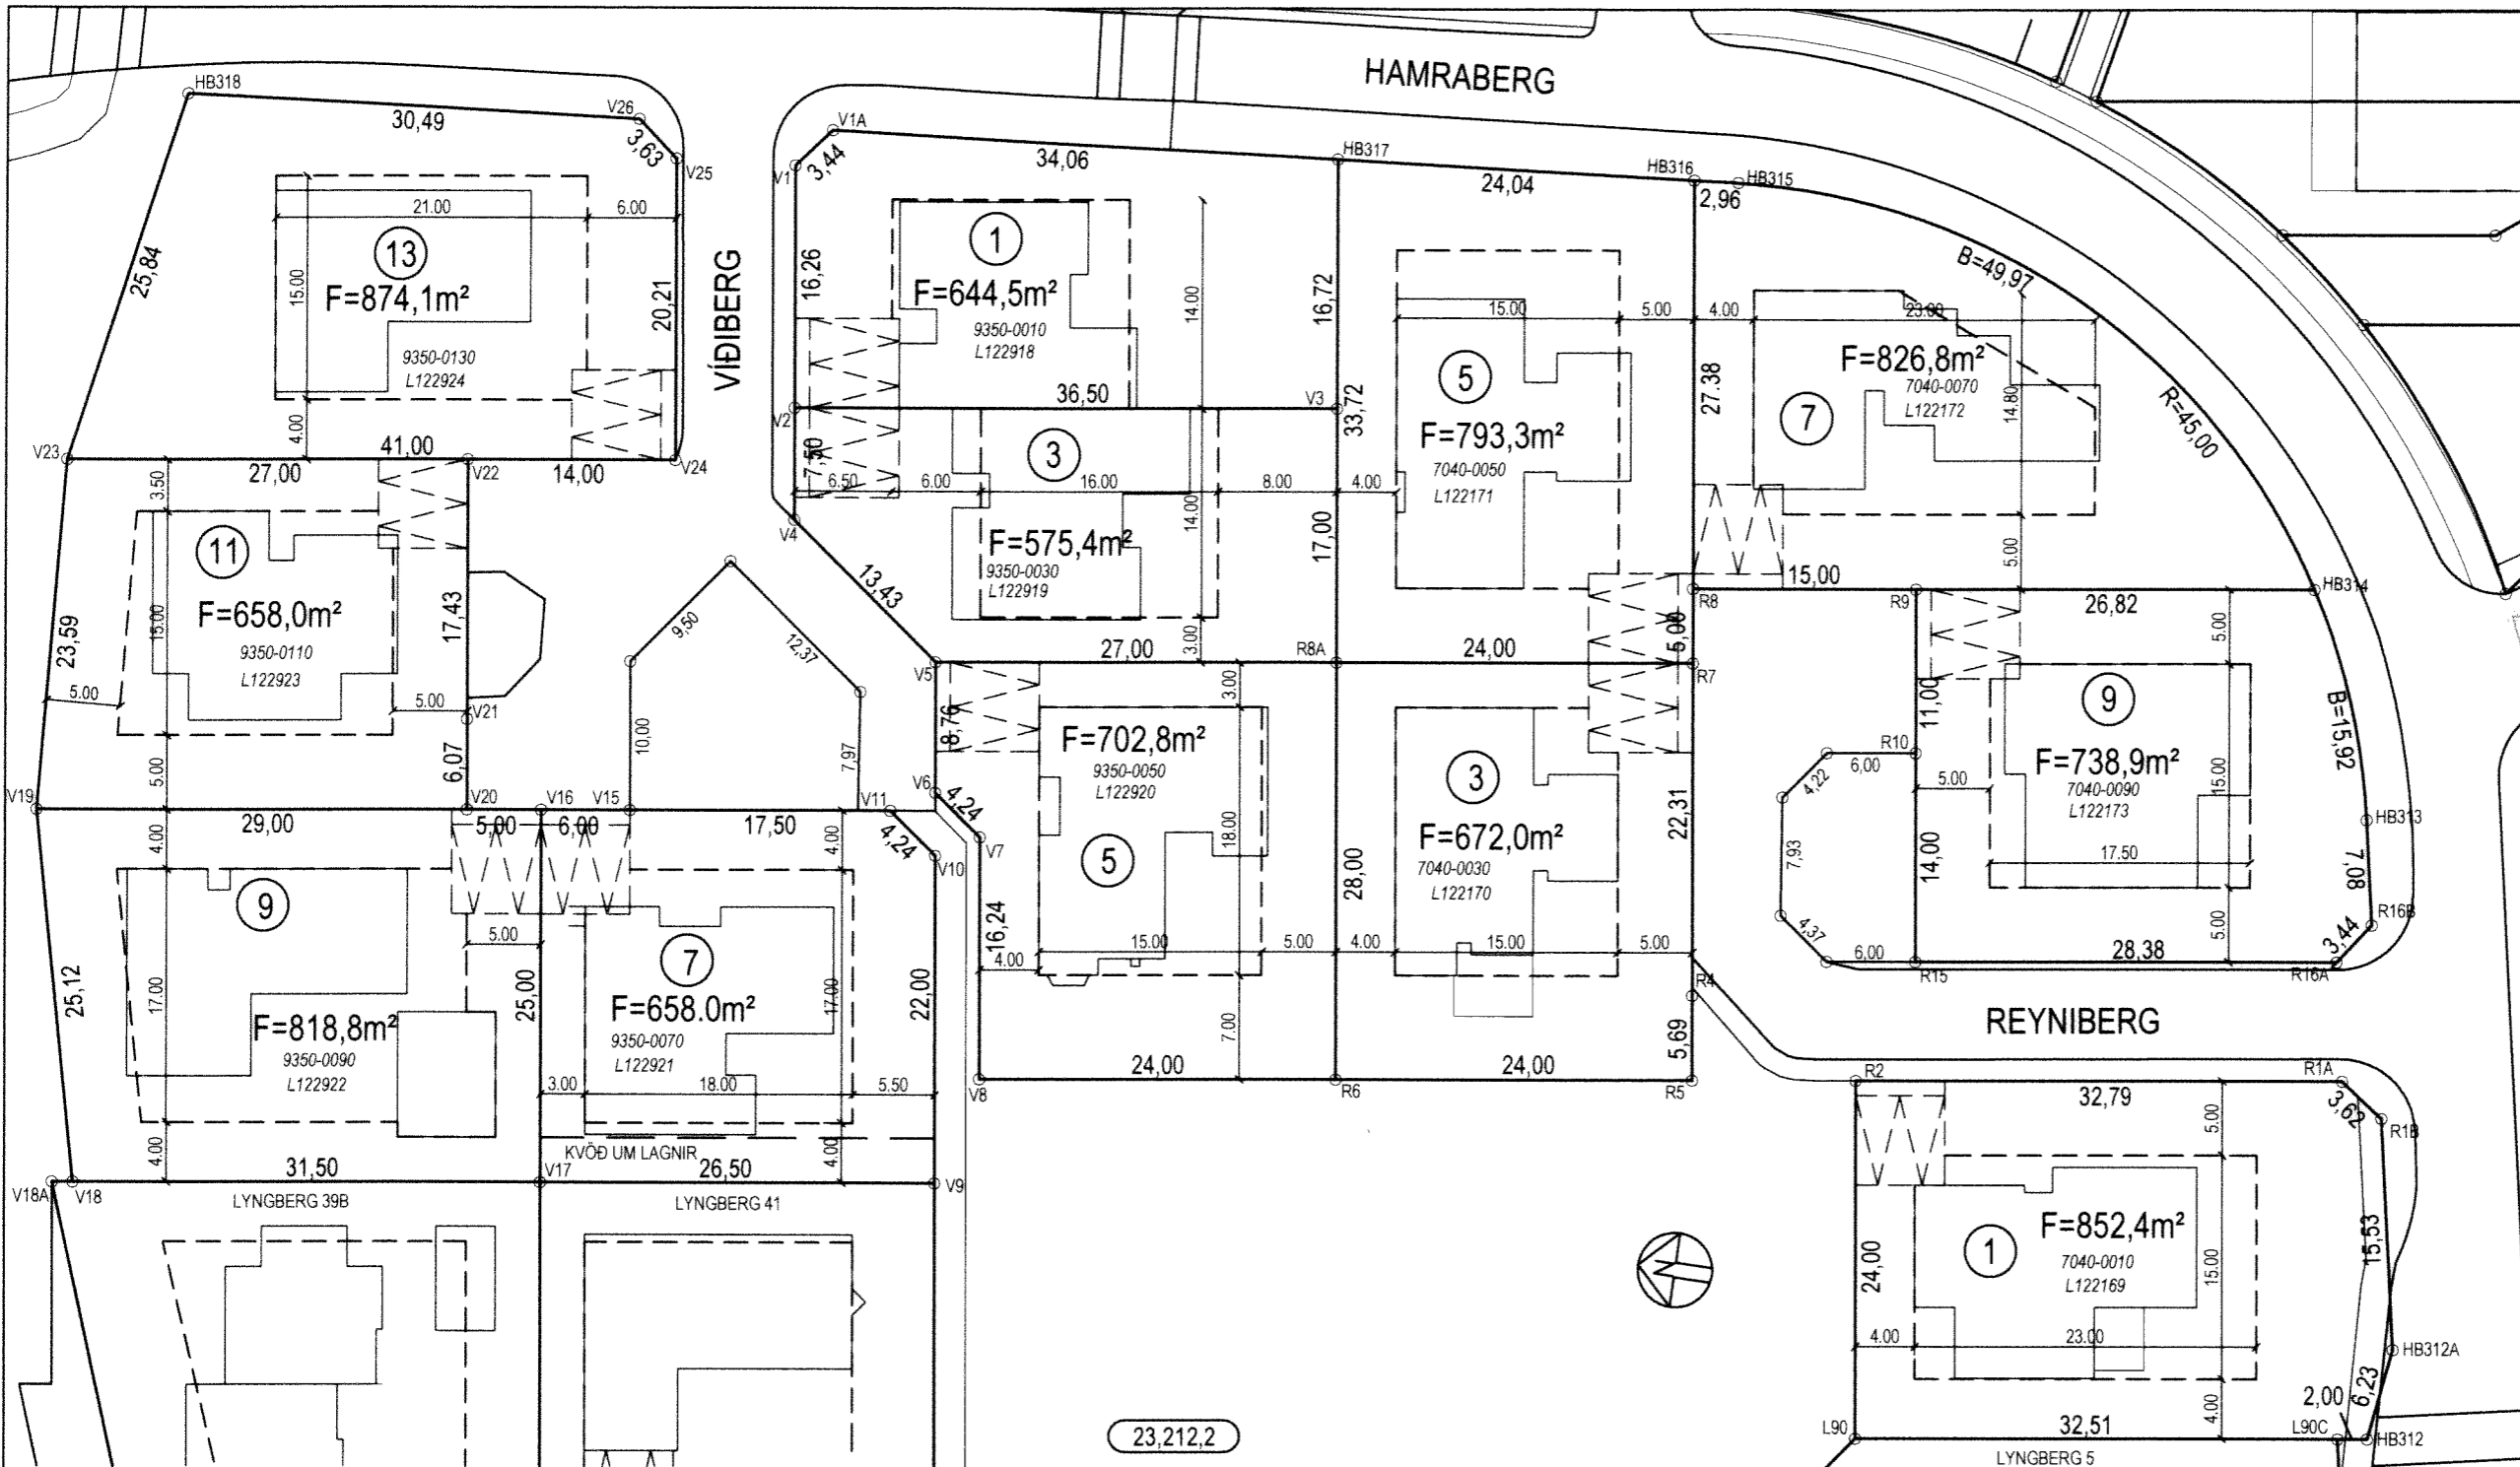 HAMRABERG
VÍÐIBERG
REYNIBERG
HB318
30,49
V26
3,63
V25
25,84
21.00
6.00
15.00
13
F=874,1m²
9350-0130
L122924
20,21
4.00
V23
41,00
27,00
V22
14,00
V24
V1A
3,44
V1
34,06
HB317
16,26
1
F=644,5m²
9350-0010
L122918
14.00
16,72
V2
36,50
V3
33,72
7,50
6.50
6.00
16.00
8.00
4.00
3
F=575,4m²
9350-0030
L122919
14.00
17,00
V4
13,43
3.00
V5
27,00
R8A
24,04
HB316
HB315
2,96
15.00
5.00
4.00
23.00
5
F=793,3m²
7040-0050
L122171
27.38
B=49,97
R=45,00
7
F=826,8m²
7040-0070
L122172
14.80
5.00
R8
15,00
R9
26,82
HB314
5,00
24,00
R7
3.50
11
F=658,0m²
9350-0110
L122923
15.00
23,59
5.00
5.00
17,43
V21
6,07
5.00
V19
29,00
V20
5,00
V16
6,00
V15
17,50
V11
9,50
12,37
10,00
7,97
8,76
V6
4,24
V7
4,24
V10
3.00
F=702,8m²
9350-0050
L122920
5
18.00
16,24
4.00
15.00
5.00
4.00
15.00
5.00
28,00
3
F=672,0m²
7040-0030
L122170
22,31
R4
5,69
7.00
V8
24,00
R6
24,00
R5
11,00
R10
6,00
4,22
7,93
4,37
6,00
5.00
14,00
5.00
9
F=738,9m²
7040-0090
L122173
15.00
17.50
5.00
B=15,92
HB313
7,08
R16B
3,44
R16A
28,38
R15
4.00
9
F=818,8m²
9350-0090
L122922
17.00
25,12
5.00
25,00
4.00
V18A
V18
31,50
V17
4.00
7
F=658.0m²
9350-0070
L122921
17.00
22,00
3.00
18.00
5.50
KVÖÐ UM LAGNIR
4.00
26,50
V9
LYNGBERG 39B
LYNGBERG 41
R2
32,79
R1A
3,62
R1B
5.00
1
F=852,4m²
7040-0010
L122169
15.00
15,53
24,00
4.00
23.00
HB312A
6,23
2,00
4.00
L90
32,51
L90C
HB312
LYNGBERG 5
N
23,212,2